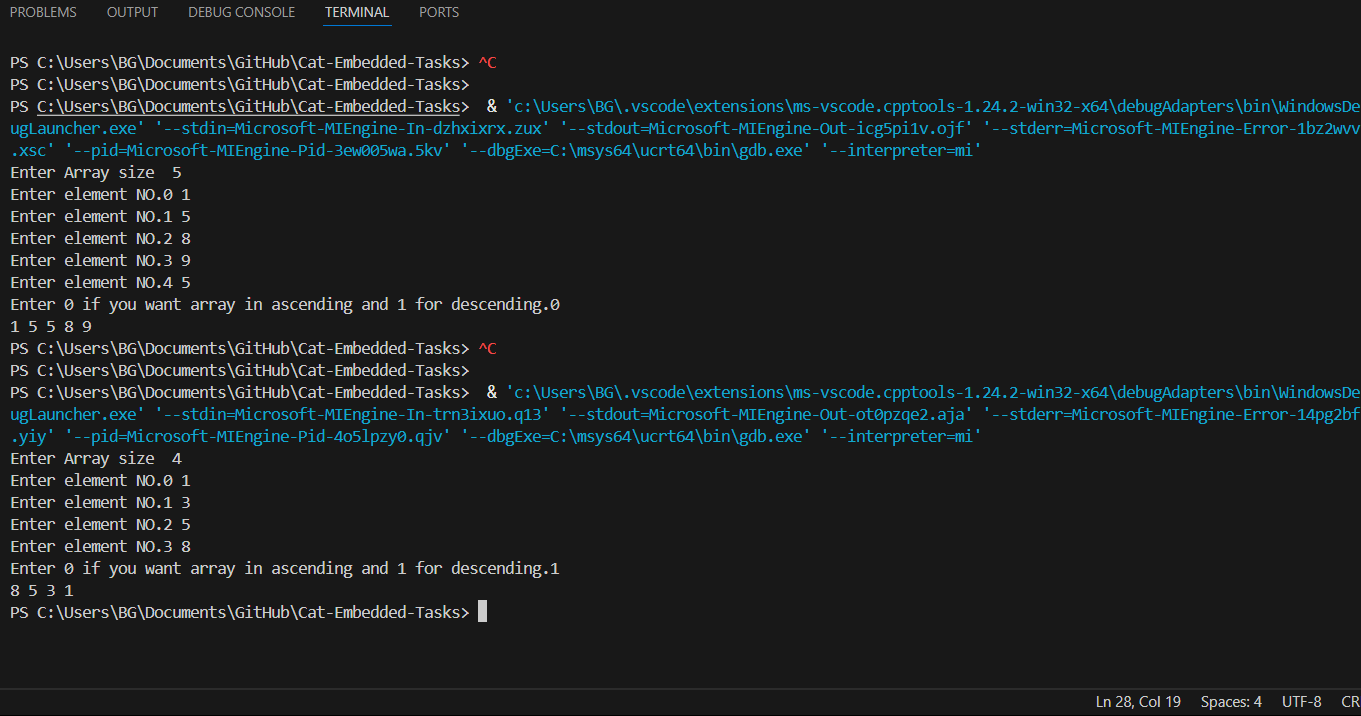 PROBLEMS OUTPUT DEBUG CONSOLE TERMINAL PORTS
PS C:\Users\BG\Documents\GitHub\Cat-Embedded-Tasks> ^C
PS C:\Users\BG\Documents\GitHub\Cat-Embedded-Tasks>
PS C:\Users\BG\Documents\GitHub\Cat-Embedded-Tasks>  & 'c:\Users\BG\.vscode\extensions\ms-vscode.cpptools-1.24.2-win32-x64\debugAdapters\bin\WindowsDe
ugLauncher.exe' '--stdin=Microsoft-MIEngine-In-dzhxixrx.zux' '--stdout=Microsoft-MIEngine-Out-icg5pi1v.ojf' '--stderr=Microsoft-MIEngine-Error-1bz2wvv
.xsc' '--pid=Microsoft-MIEngine-Pid-3ew005wa.5kv' '--dbgExe=C:\msys64\ucrt64\bin\gdb.exe' '--interpreter=mi'
Enter Array size  5
Enter element NO.0 1
Enter element NO.1 5
Enter element NO.2 8
Enter element NO.3 9
Enter element NO.4 5
Enter 0 if you want array in ascending and 1 for descending.0
1 5 5 8 9
PS C:\Users\BG\Documents\GitHub\Cat-Embedded-Tasks> ^C
PS C:\Users\BG\Documents\GitHub\Cat-Embedded-Tasks>
PS C:\Users\BG\Documents\GitHub\Cat-Embedded-Tasks>  & 'c:\Users\BG\.vscode\extensions\ms-vscode.cpptools-1.24.2-win32-x64\debugAdapters\bin\WindowsDe
ugLauncher.exe' '--stdin=Microsoft-MIEngine-In-trn3ixuo.q13' '--stdout=Microsoft-MIEngine-Out-ot0pzqe2.aja' '--stderr=Microsoft-MIEngine-Error-14pg2bf
.yiy' '--pid=Microsoft-MIEngine-Pid-4o5lpzy0.qjv' '--dbgExe=C:\msys64\ucrt64\bin\gdb.exe' '--interpreter=mi'
Enter Array size  4
Enter element NO.0 1
Enter element NO.1 3
Enter element NO.2 5
Enter element NO.3 8
Enter 0 if you want array in ascending and 1 for descending.1
8 5 3 1
PS C:\Users\BG\Documents\GitHub\Cat-Embedded-Tasks>
Ln 28, Col 19 Spaces: 4 UTF-8 CR